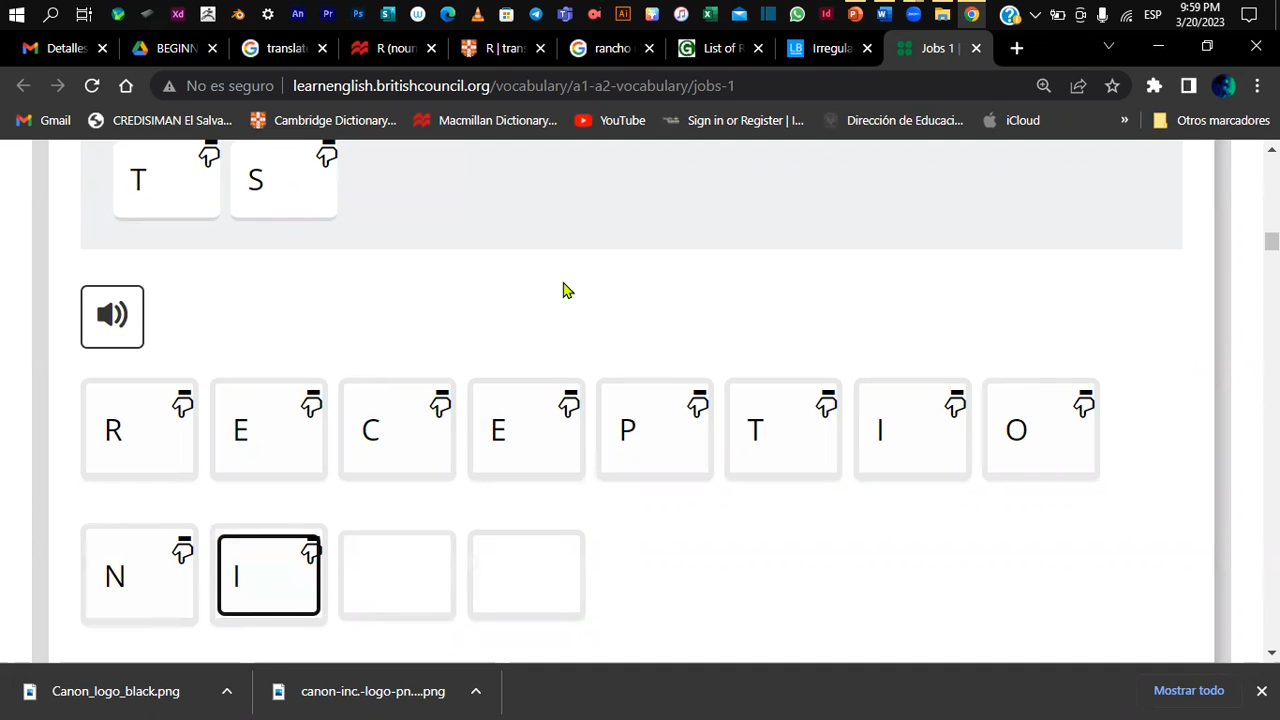 9:59 PM
ESP
3/20/2023
Detalles
BEGINN
translate
R (noun
R | trans
rancho
List of R
Irregula
Jobs 1 |
No es seguro
learnenglish.britishcouncil.org/vocabulary/a1-a2-vocabulary/jobs-1
Gmail
CREDISIMAN El Salva...
Cambridge Dictionary...
Macmillan Dictionary...
YouTube
Sign in or Register | I...
Dirección de Educaci...
iCloud
»
Otros marcadores
T S
R E C E P T I O
N I
Canon_logo_black.png
canon-inc.-logo-pn....png
Mostrar todo